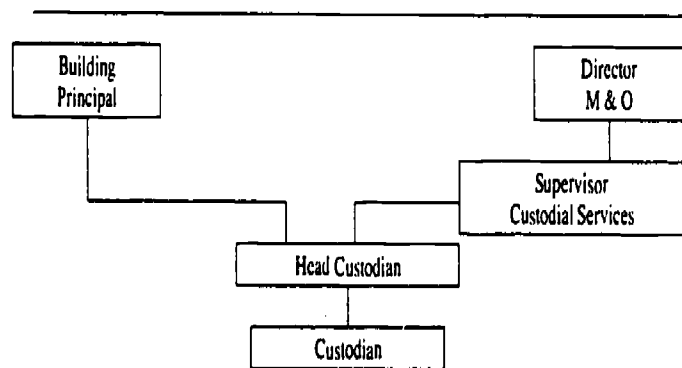 Building
Principal
Director
M & O
Supervisor
Custodial Services
Head Custodian
Custodian